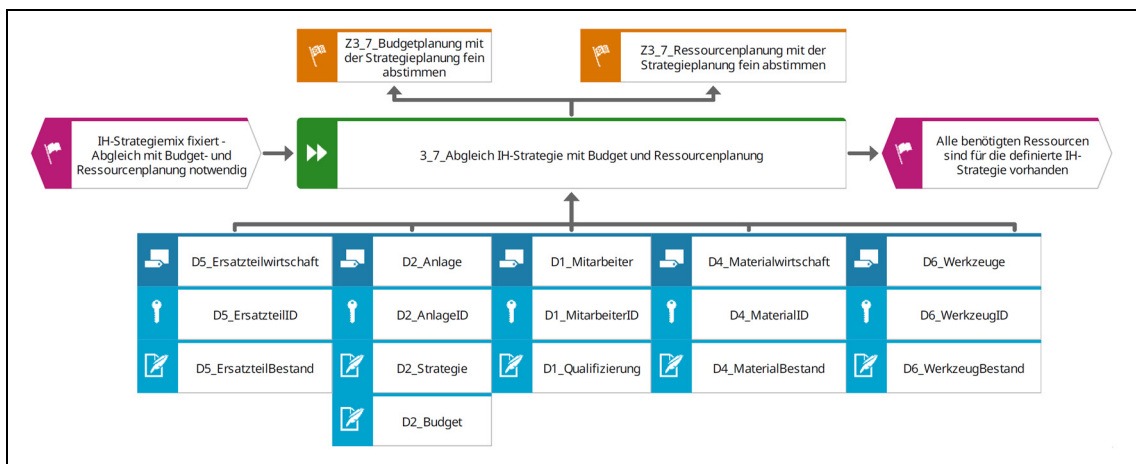 Z3_7_Budgetplanung mit
der Strategieplanung fein
abstimmen
Z3_7_Ressourcenplanung mit der
Strategieplanung fein abstimmen
IH-Strategiemix fixiert -
Abgleich mit Budget- und
Ressourcenplanung notwendig
3_7_Abgleich IH-Strategie mit Budget und Ressourcenplanung
Alle benötigten Ressourcen
sind für die definierte IH-
Strategie vorhanden
D5_Ersatzteilwirtschaft
D2_Anlage
D1_Mitarbeiter
D4_Materialwirtschaft
D6_Werkzeuge
D5_ErsatzteilID
D2_AnlageID
D1_MitarbeiterID
D4_MaterialID
D6_WerkzeugID
D5_ErsatzteilBestand
D2_Strategie
D1_Qualifizierung
D4_MaterialBestand
D6_WerkzeugBestand
D2_Budget